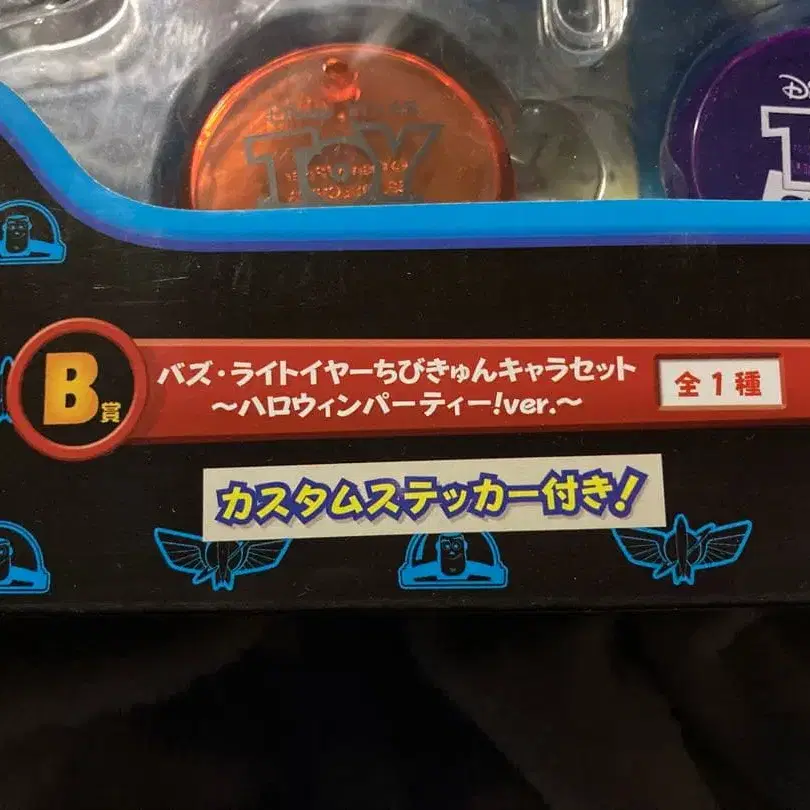 TOY
B賞
バズ・ライトイヤーちびきゅんキャラセット
～ハロウィンパーティー!ver.～
全1種
カスタムステッカー付き!